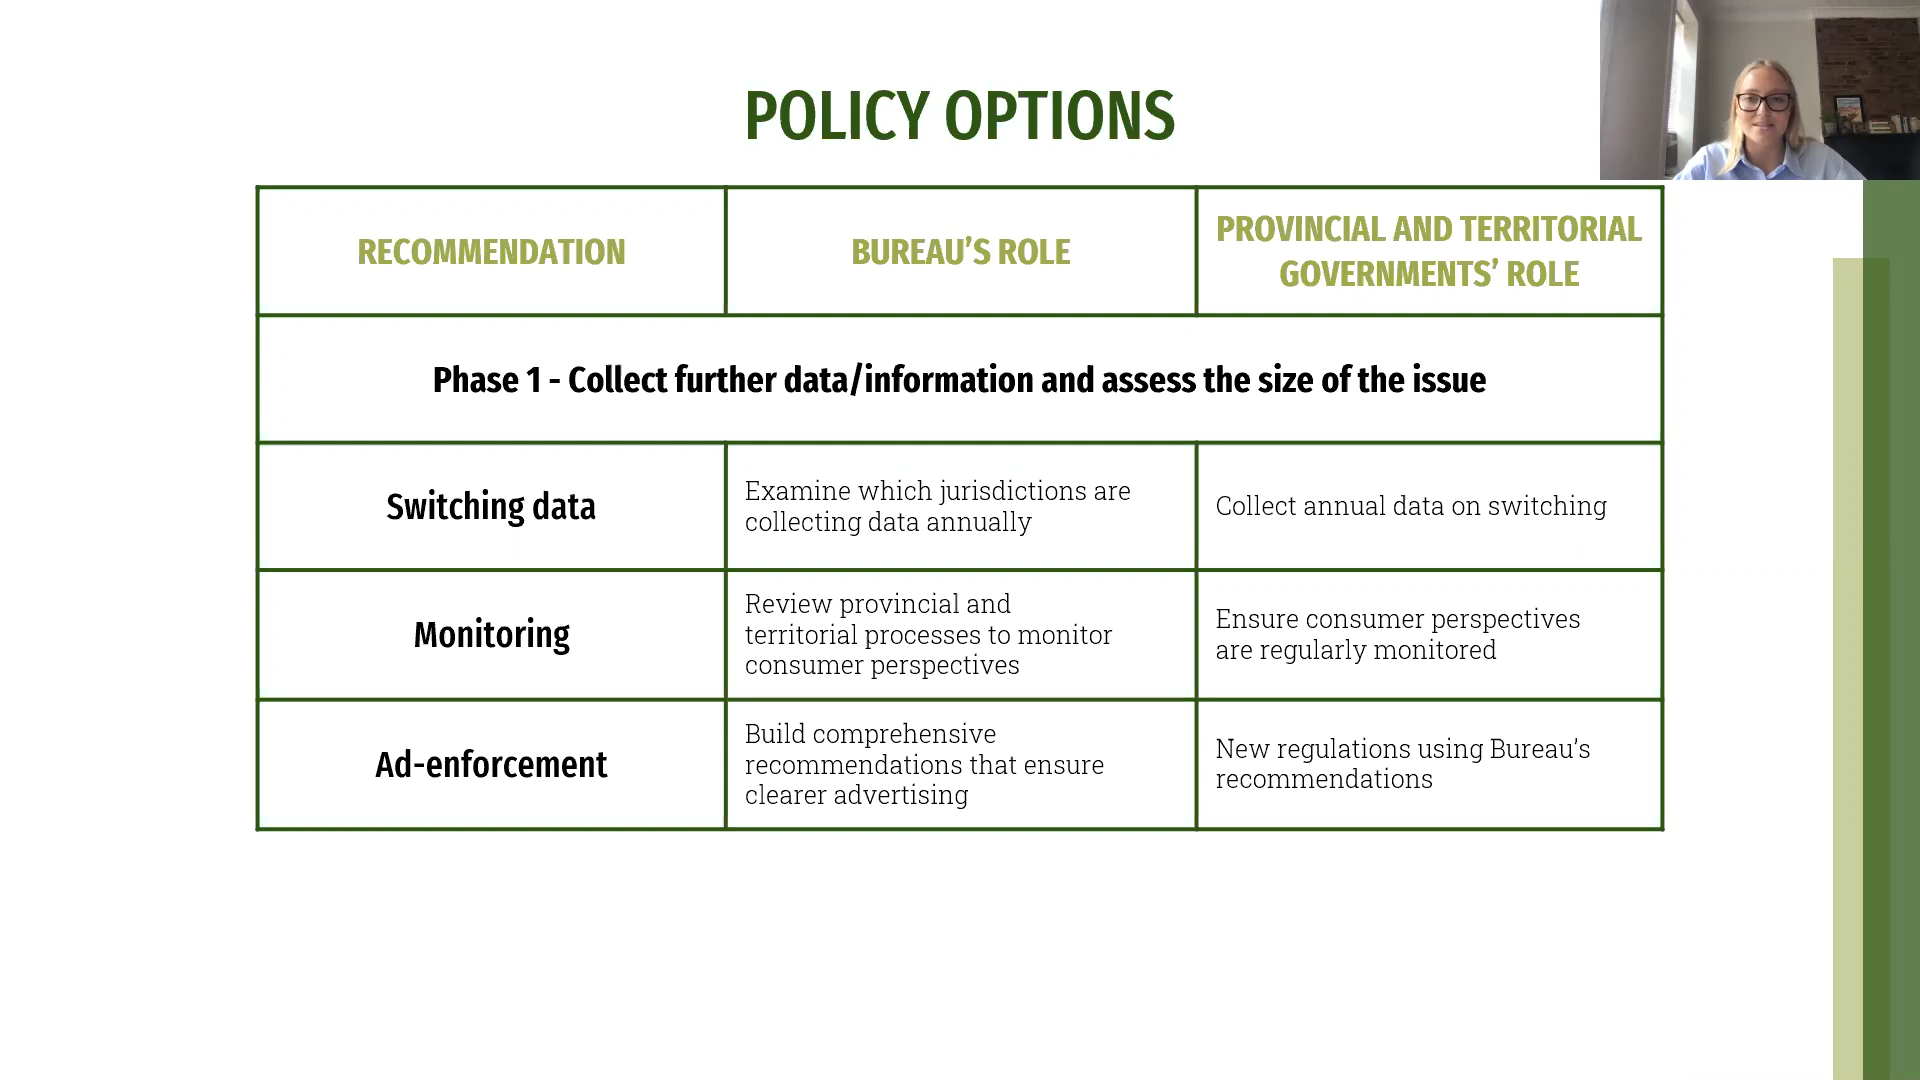 POLICY OPTIONS
RECOMMENDATION
BUREAU’S ROLE
PROVINCIAL AND TERRITORIAL
GOVERNMENTS’ ROLE
Phase 1 - Collect further data/information and assess the size of the issue
Switching data
Examine which jurisdictions are
collecting data annually
Collect annual data on switching
Monitoring
Review provincial and
territorial processes to monitor
consumer perspectives
Ensure consumer perspectives
are regularly monitored
Ad-enforcement
Build comprehensive
recommendations that ensure
clearer advertising
New regulations using Bureau’s
recommendations